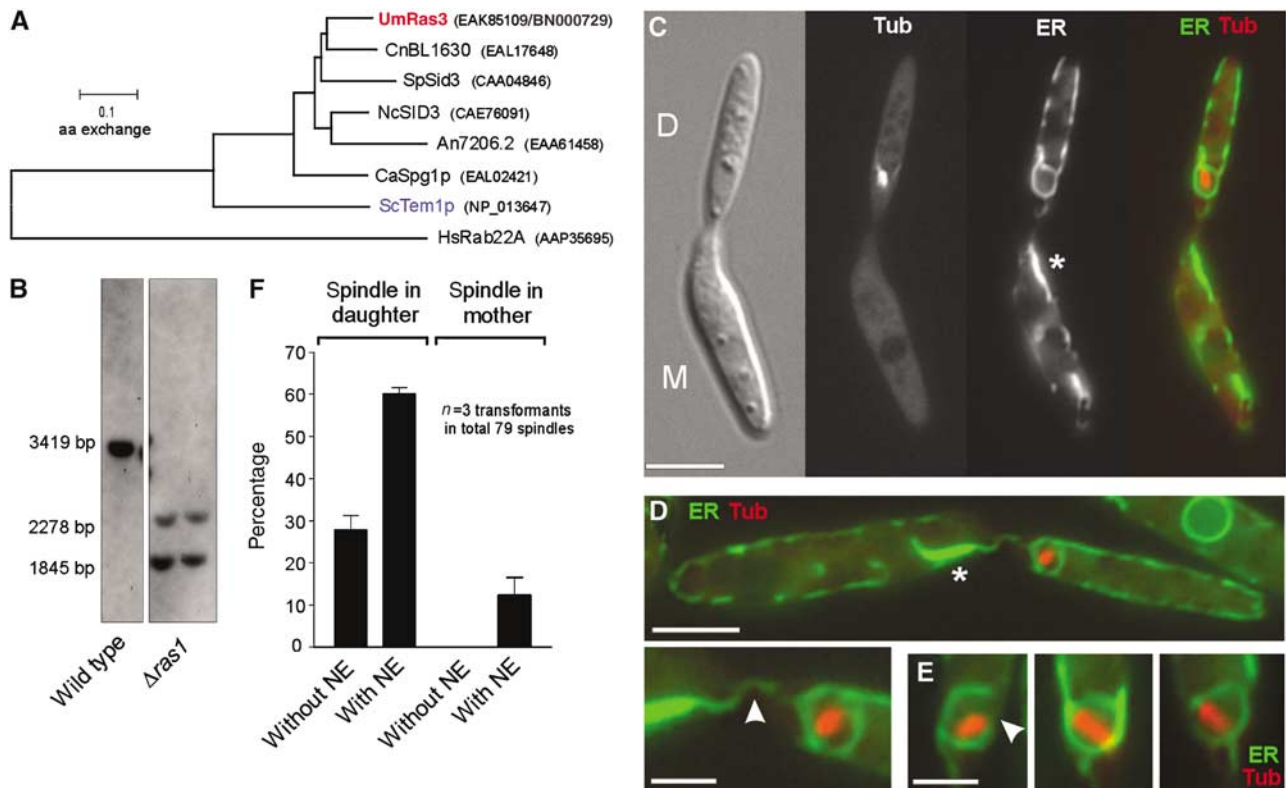 A
UmRas3 (EAK85109/BN000729)
CnBL1630 (EAL17648)
SpSid3 (CAA04846)
NcSID3 (CAE76091)
An7206.2 (EAA61458)
CaSpg1p (EAL02421)
ScTem1p (NP_013647)
HsRab22A (AAP35695)
0.1
aa exchange
B
3419 bp
2278 bp
1845 bp
Wild type
Δras1
F
Spindle in
daughter
Spindle in
mother
n=3 transformants
in total 79 spindles
Percentage
70
60
50
40
30
20
10
0
Without NE
With NE
Without NE
With NE
C
Tub
ER
ER Tub
D
M
*
D ER Tub
*
E
ER
Tub